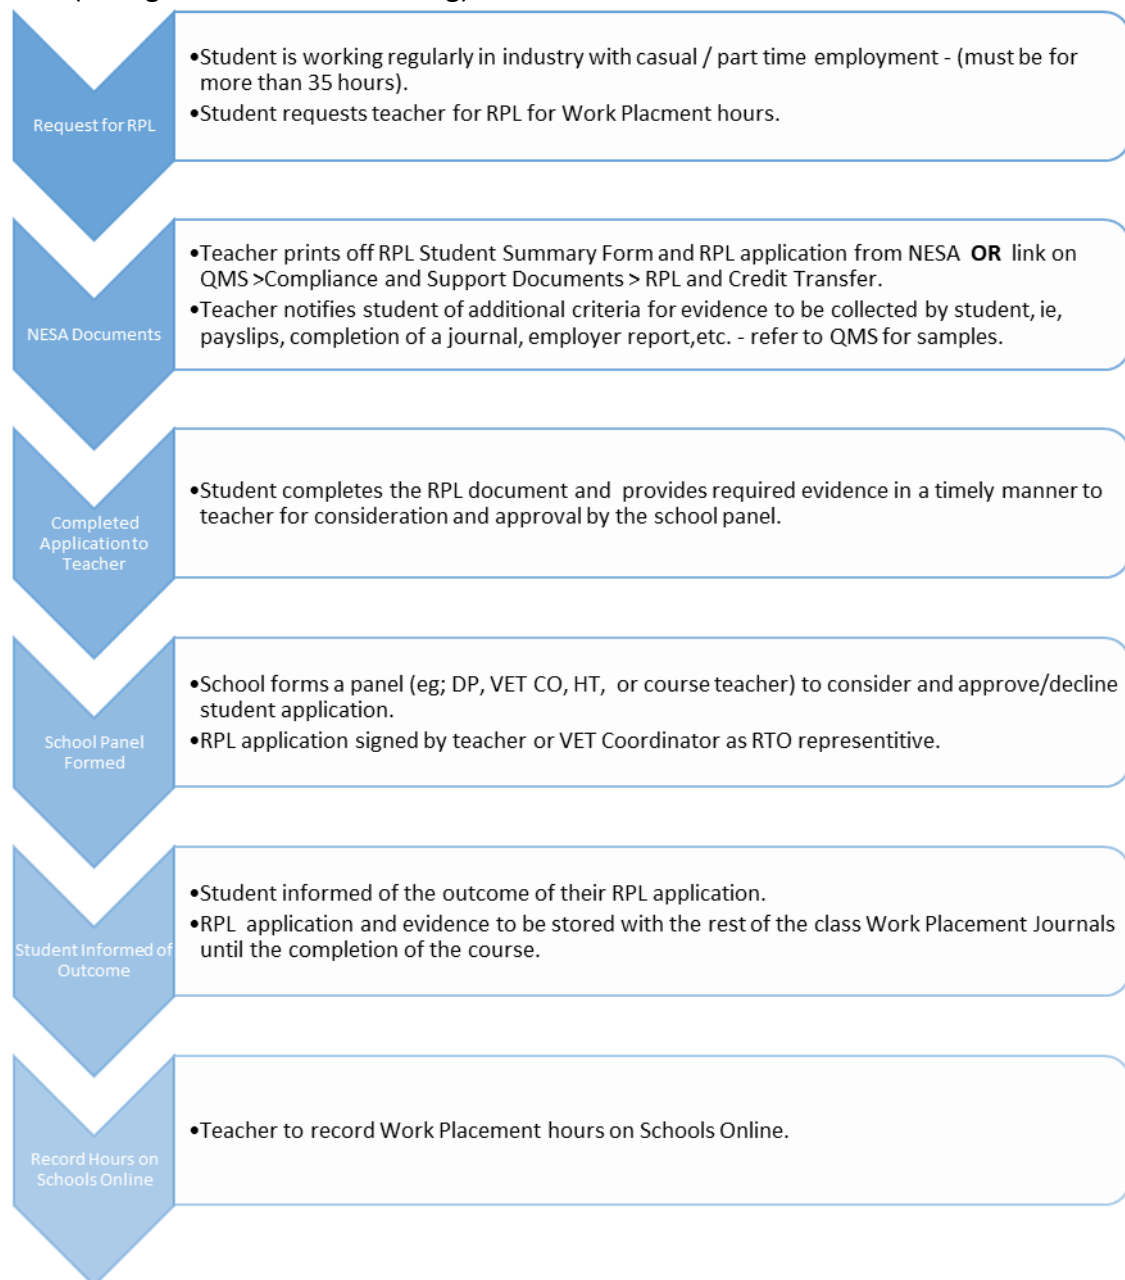 Request for RPL
•Student is working regularly in industry with casual / part time employment - (must be for
more than 35 hours).
•Student requests teacher for RPL for Work Placment hours.
NESA Documents
•Teacher prints off RPL Student Summary Form and RPL application from NESA OR link on
QMS >Compliance and Support Documents > RPL and Credit Transfer.
•Teacher notifies student of additional criteria for evidence to be collected by student, ie,
payslips, completion of a journal, employer report,etc. - refer to QMS for samples.
Completed
Application to
Teacher
•Student completes the RPL document and provides required evidence in a timely manner to
teacher for consideration and approval by the school panel.
School Panel
Formed
•School forms a panel (eg; DP, VET CO, HT, or course teacher) to consider and approve/decline
student application.
•RPL application signed by teacher or VET Coordinator as RTO representitive.
Student Informed of
Outcome
•Student informed of the outcome of their RPL application.
•RPL application and evidence to be stored with the rest of the class Work Placement Journals
until the completion of the course.
Record Hours on
Schools Online
•Teacher to record Work Placement hours on Schools Online.